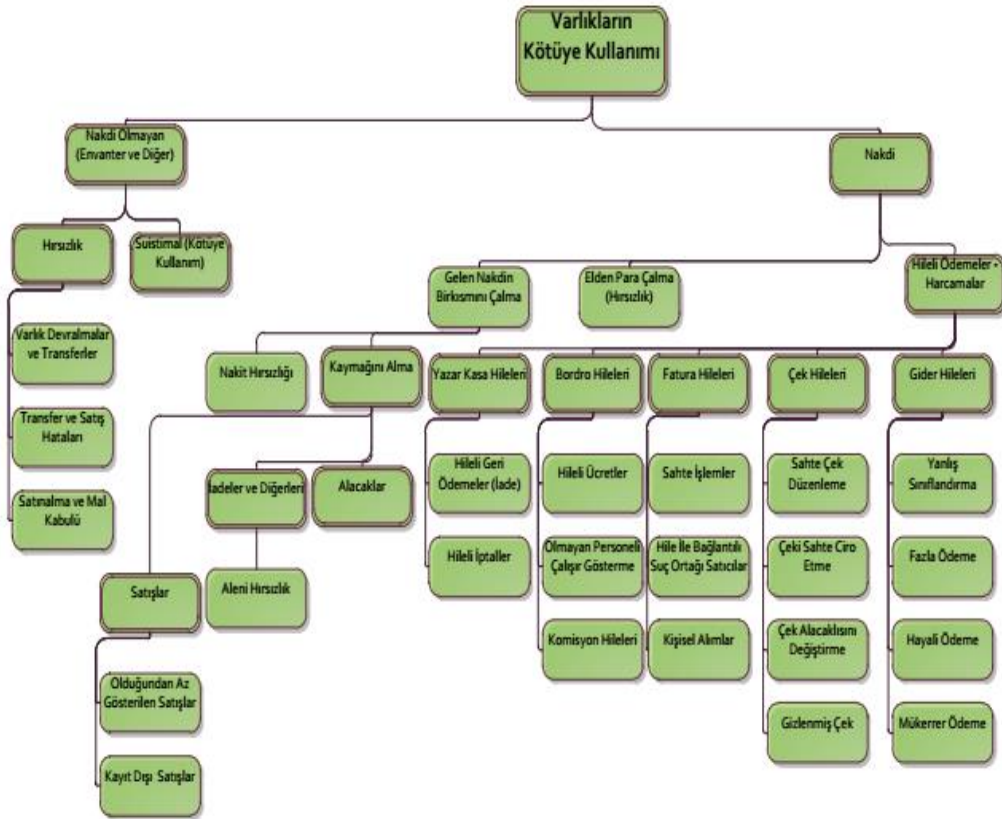 Varlıkların
Kötüye Kullanımı
Nakdi Olmayan
(Envanter ve Diğer)
Nakdi
Hırsızlık
Suistimal (Kötüye
Kullanım)
Gelen Nakdin
Birkısmını Çalma
Elden Para Çalma
(Hırsızlık)
Hileli Ödemeler -
Harcamalar
Varlık Devralmalar
ve Transferler
Nakit Hırsızlığı
Kaymağını Alma
Yazar Kasa Hileleri
Bordro Hileleri
Fatura Hileleri
Çek Hileleri
Gider Hileleri
Transfer ve Satış
Hataları
İadeler ve Diğerleri
Alacaklar
Hileli Geri
Ödemeler (İade)
Hileli Ücretler
Sahte İşlemler
Sahte Çek
Düzenleme
Yanlış
Sınıflandırma
Satınalma ve Mal
Kabulü
Satışlar
Aleni Hırsızlık
Hileli İptaller
Olmayan Personeli
Çalışır Gösterme
Hile İle Bağlantılı
Suç Ortağı Satıcılar
Çeki Sahte Ciro
Etme
Fazla Ödeme
Komisyon Hileleri
Kişisel Alımlar
Çek Alacaklısını
Değiştirme
Hayali Ödeme
Olduğundan Az
Gösterilen Satışlar
Gizlenmiş Çek
Mükerrer Ödeme
Kayıt Dışı Satışlar